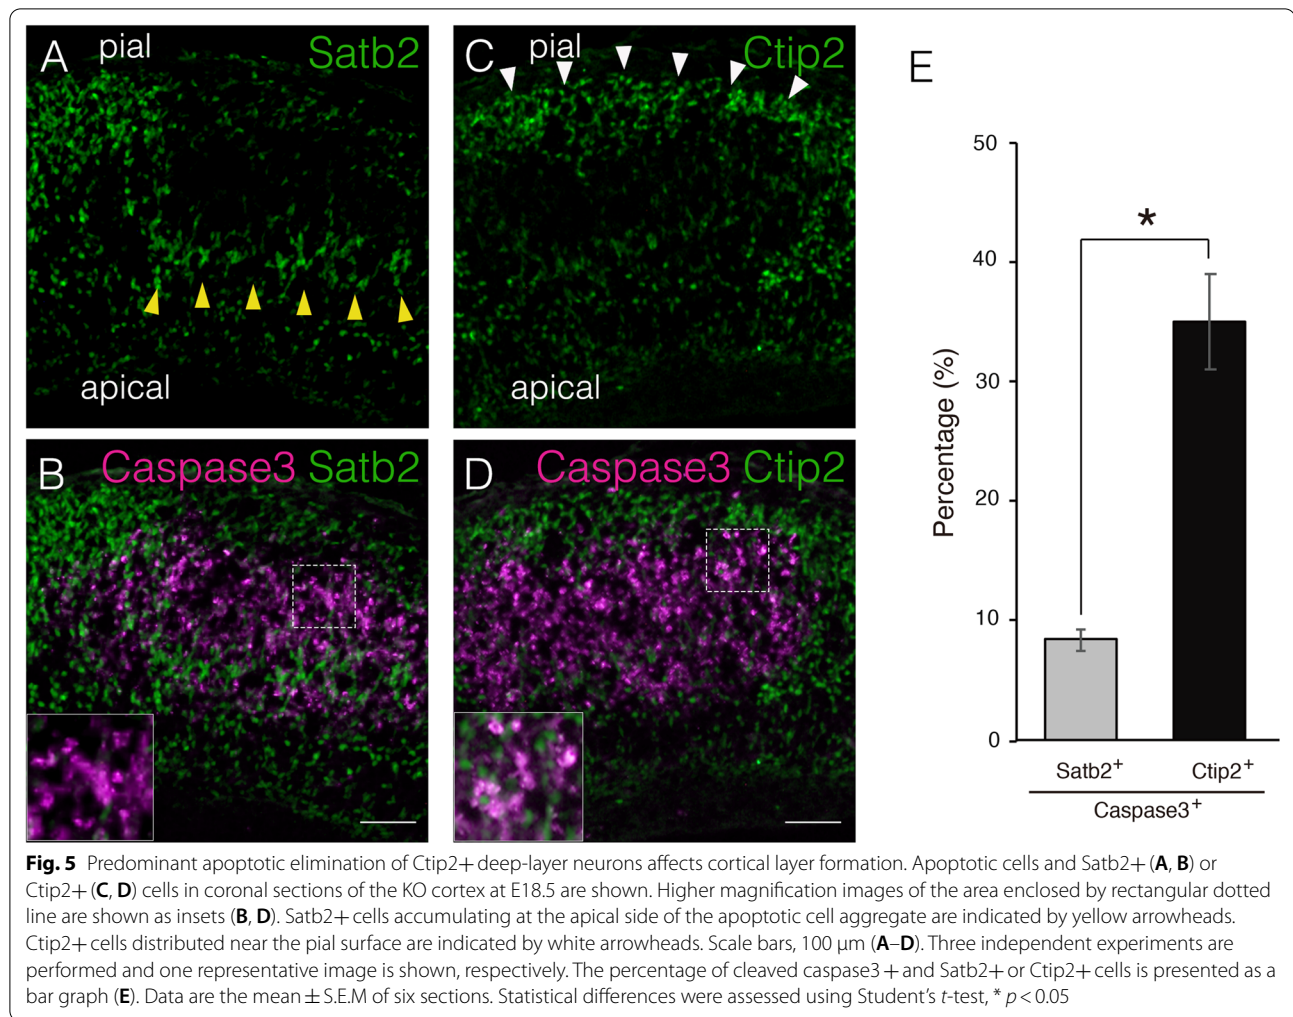 A pial Satb2
apical
B Caspase3 Satb2
C pial Ctip2
apical
D Caspase3 Ctip2
E
Percentage (%)
50
40
30
20
10
0
*
Satb2+ Ctip2+
Caspase3+
Fig. 5 Predominant apoptotic elimination of Ctip2+ deep-layer neurons affects cortical layer formation. Apoptotic cells and Satb2+ (A, B) or
Ctip2+ (C, D) cells in coronal sections of the KO cortex at E18.5 are shown. Higher magnification images of the area enclosed by rectangular dotted
line are shown as insets (B, D). Satb2+ cells accumulating at the apical side of the apoptotic cell aggregate are indicated by yellow arrowheads.
Ctip2+ cells distributed near the pial surface are indicated by white arrowheads. Scale bars, 100 μm (A–D). Three independent experiments are
performed and one representative image is shown, respectively. The percentage of cleaved caspase3 + and Satb2+ or Ctip2+ cells is presented as a
bar graph (E). Data are the mean ± S.E.M of six sections. Statistical differences were assessed using Student's t-test, * p < 0.05